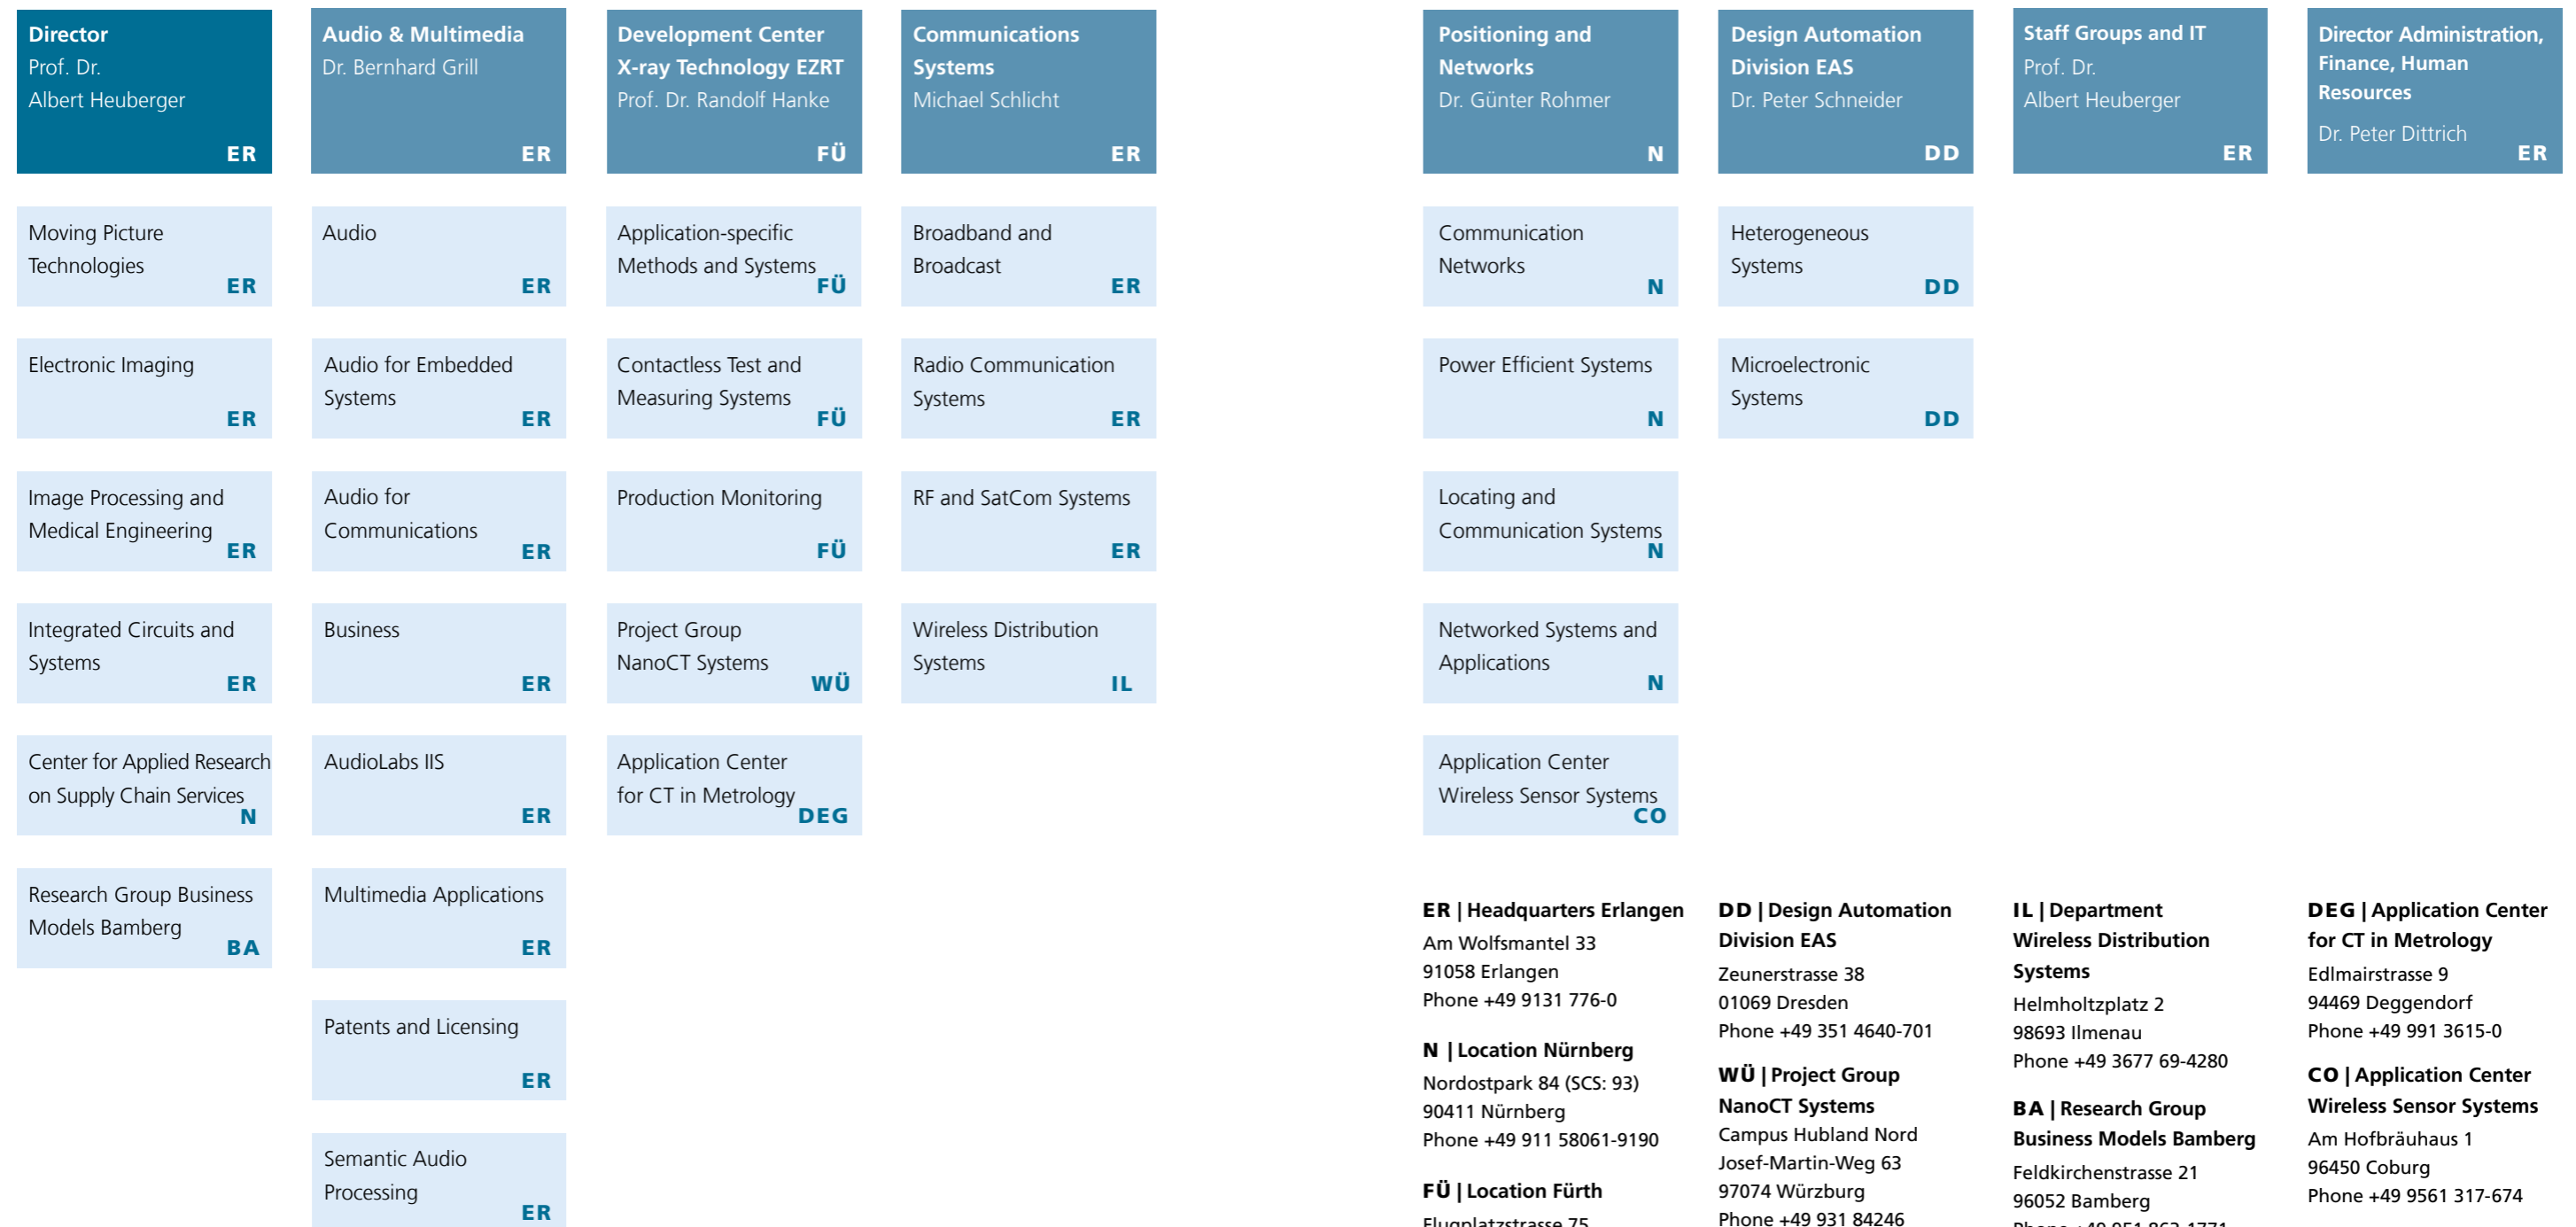 Director
Prof. Dr.
Albert Heuberger
ER
Moving Picture
Technologies
ER
Electronic Imaging
ER
Image Processing and
Medical Engineering
ER
Integrated Circuits and
Systems
ER
Center for Applied Research
on Supply Chain Services
N
Research Group Business
Models Bamberg
BA
Audio & Multimedia
Dr. Bernhard Grill
ER
Audio
ER
Audio for Embedded
Systems
ER
Audio for
Communications
ER
Business
ER
AudioLabs IIS
ER
Multimedia Applications
ER
Patents and Licensing
ER
Semantic Audio
Processing
ER
Development Center
X-ray Technology EZRT
Prof. Dr. Randolf Hanke
FÜ
Application-specific
Methods and Systems
FÜ
Contactless Test and
Measuring Systems
FÜ
Production Monitoring
FÜ
Project Group
NanoCT Systems
WÜ
Application Center
for CT in Metrology
DEG
Communications
Systems
Michael Schlicht
ER
Broadband and
Broadcast
ER
Radio Communication
Systems
ER
RF and SatCom Systems
ER
Wireless Distribution
Systems
IL
Positioning and
Networks
Dr. Günter Rohmer
N
Communication
Networks
N
Power Efficient Systems
N
Locating and
Communication Systems
N
Networked Systems and
Applications
N
Application Center
Wireless Sensor Systems
CO
Design Automation
Division EAS
Dr. Peter Schneider
DD
Heterogeneous
Systems
DD
Microelectronic
Systems
DD
Staff Groups and IT
Prof. Dr.
Albert Heuberger
ER
Director Administration,
Finance, Human
Resources
Dr. Peter Dittrich
ER
ER | Headquarters Erlangen
Am Wolfsmantel 33
91058 Erlangen
Phone +49 9131 776-0
N | Location Nürnberg
Nordostpark 84 (SCS: 93)
90411 Nürnberg
Phone +49 911 58061-9190
FÜ | Location Fürth
Flugplatzstrasse 75
DD | Design Automation
Division EAS
Zeunerstrasse 38
01069 Dresden
Phone +49 351 4640-701
WÜ | Project Group
NanoCT Systems
Campus Hubland Nord
Josef-Martin-Weg 63
97074 Würzburg
Phone +49 931 84246
IL | Department
Wireless Distribution
Systems
Helmholtzplatz 2
98693 Ilmenau
Phone +49 3677 69-4280
BA | Research Group
Business Models Bamberg
Feldkirchenstrasse 21
96052 Bamberg
Phone +49 951 863-1771
DEG | Application Center
for CT in Metrology
Edlmairstrasse 9
94469 Deggendorf
Phone +49 991 3615-0
CO | Application Center
Wireless Sensor Systems
Am Hofbräuhaus 1
96450 Coburg
Phone +49 9561 317-674